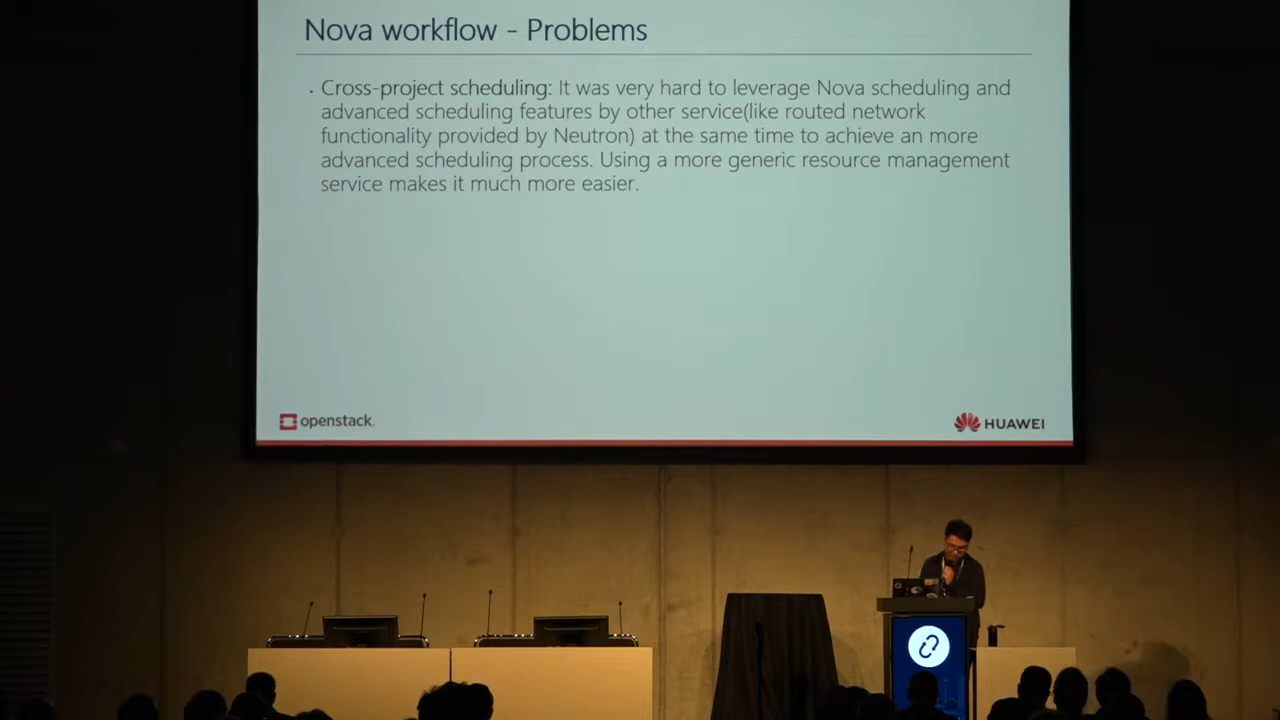 Nova workflow - Problems
· Cross-project scheduling: It was very hard to leverage Nova scheduling and
advanced scheduling features by other service(like routed network
functionality provided by Neutron) at the same time to achieve an more
advanced scheduling process. Using a more generic resource management
service makes it much more easier.
openstack.
HUAWEI